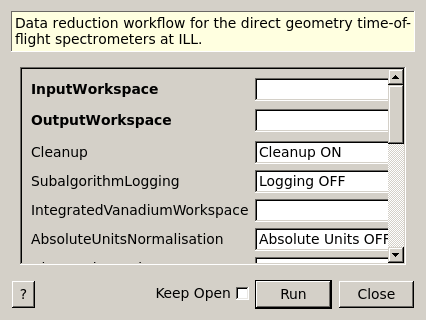 Data reduction workflow for the direct geometry time-of-
flight spectrometers at ILL.
InputWorkspace
OutputWorkspace
Cleanup Cleanup ON
SubalgorithmLogging Logging OFF
IntegratedVanadiumWorkspace
AbsoluteUnitsNormalisation Absolute Units OFF
? Keep Open Run Close